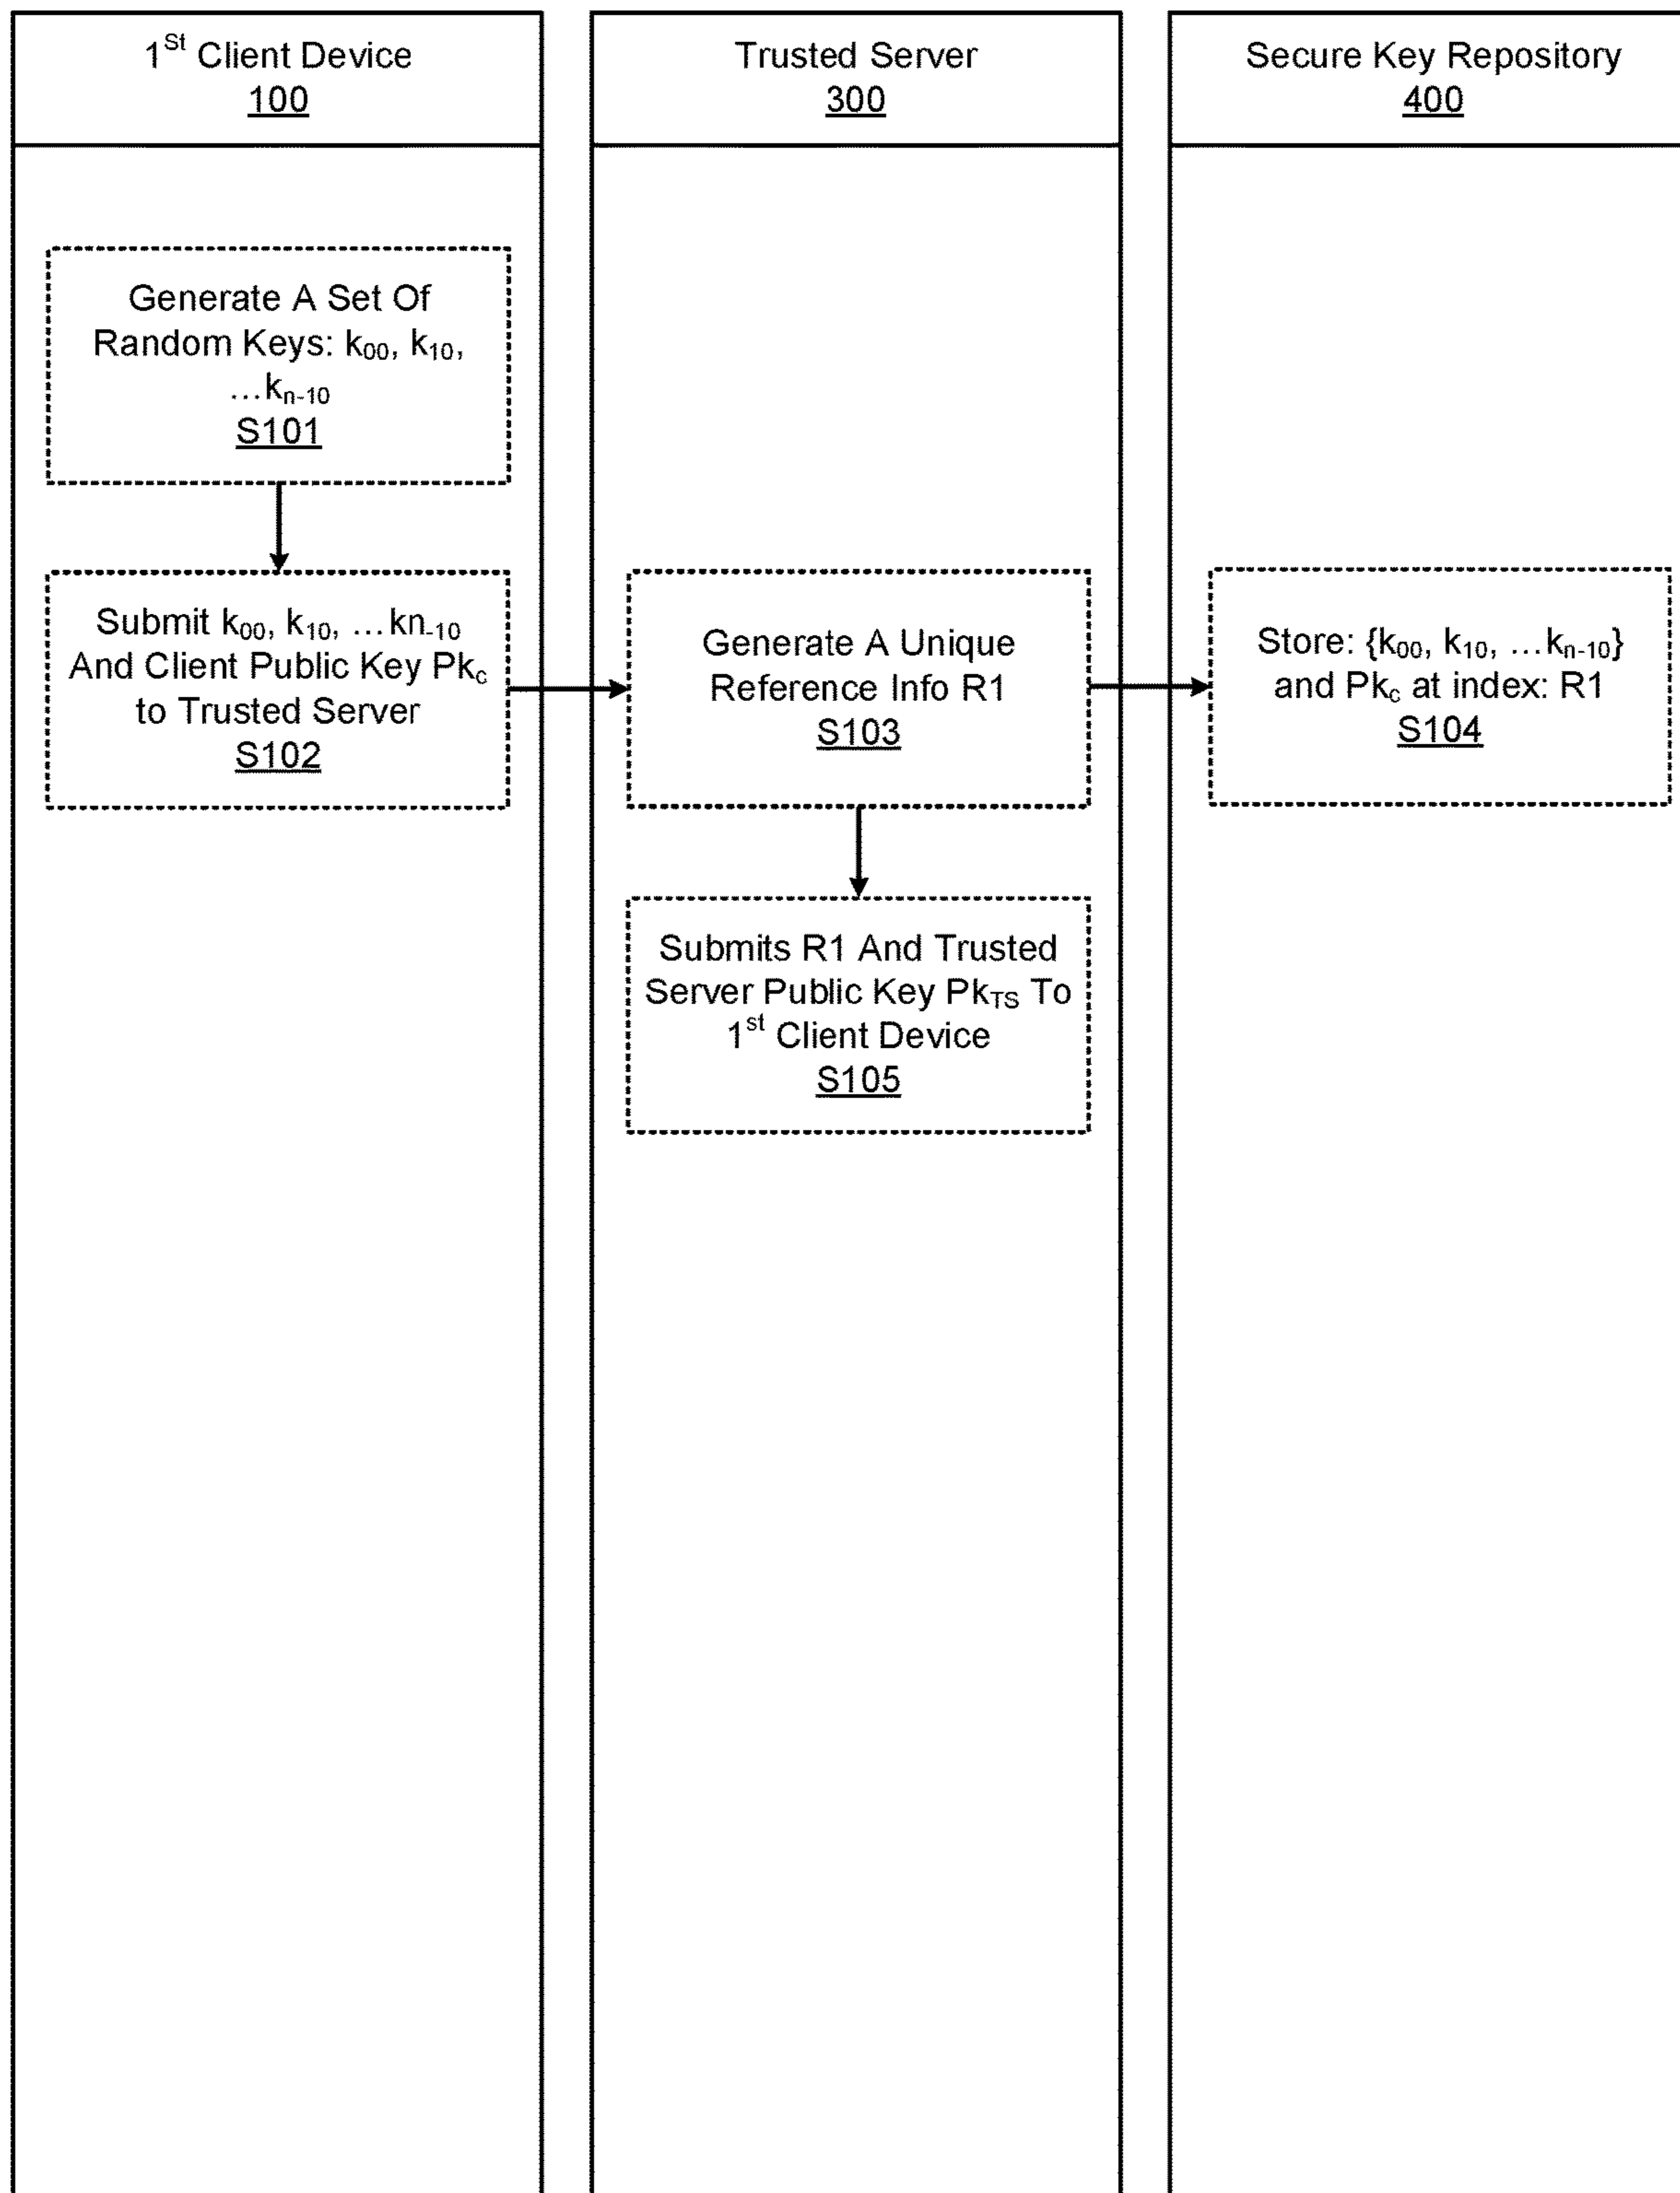 1St Client Device
100
Trusted Server
300
Secure Key Repository
400
Generate A Set Of
Random Keys: k00, k10,
...kn-10
S101
Submit k00, k10, ...kn-10
And Client Public Key Pkc
to Trusted Server
S102
Generate A Unique
Reference Info R1
S103
Store: {k00, k10, ...kn-10}
and Pkc at index: R1
S104
Submits R1 And Trusted
Server Public Key PkTS To
1st Client Device
S105